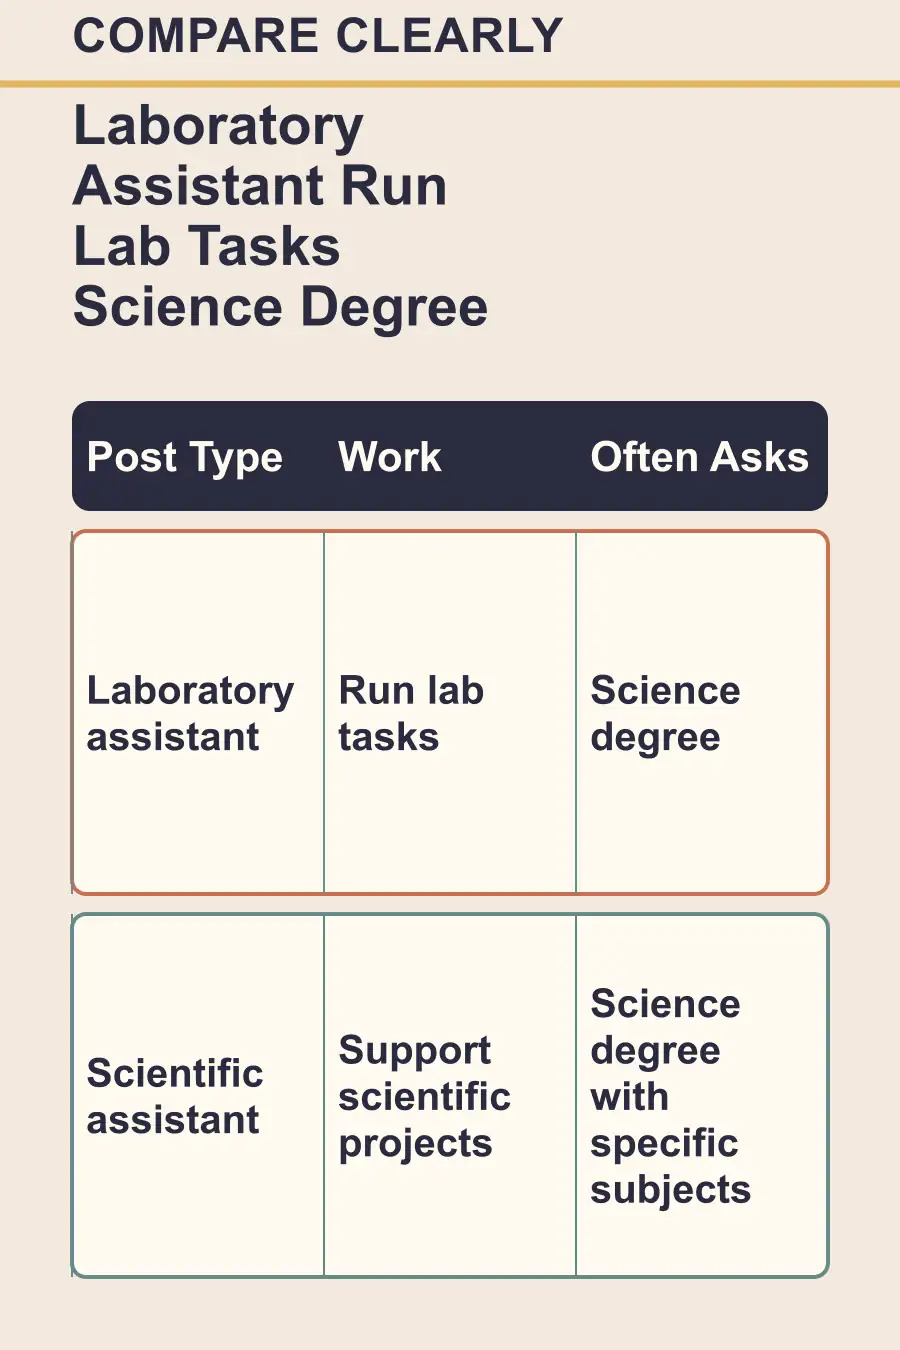 COMPARE CLEARLY
Laboratory
Assistant Run
Lab Tasks
Science Degree
Post Type Work Often Asks
Laboratory
assistant
Run lab
tasks
Science
degree
Scientific
assistant
Support
scientific
projects
Science
degree
with
specific
subjects